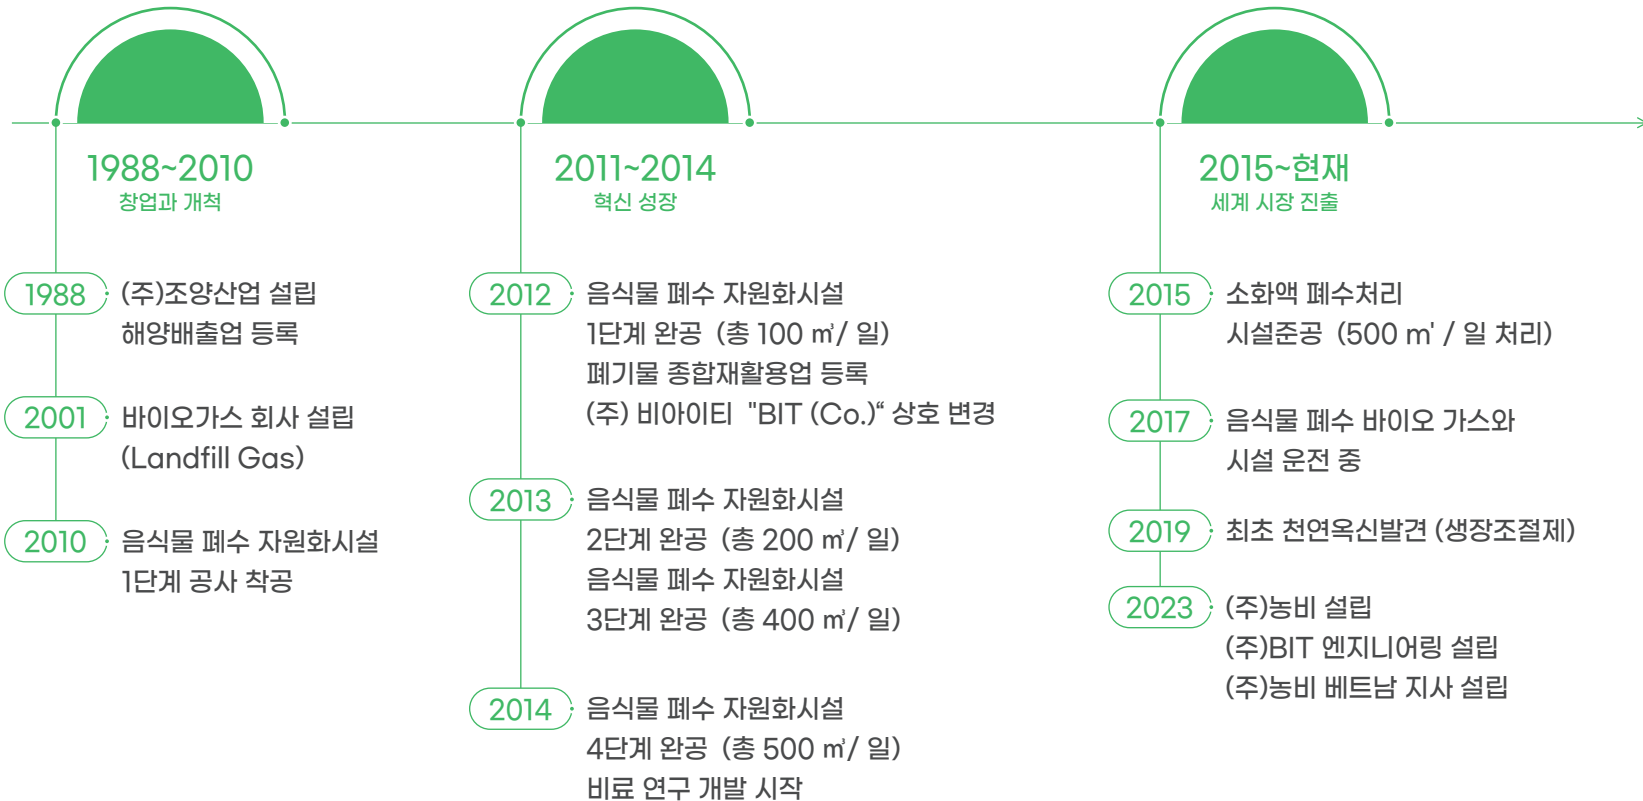 1988~2010
창업과 개척
1988
(주)조양산업 설립
해양배출업 등록
2001
바이오가스 회사 설립
(Landfill Gas)
2010
음식물 폐수 자원화시설
1단계 공사 착공
2011~2014
혁신 성장
2012
음식물 폐수 자원화시설
1단계 완공 (총 100 ㎥/ 일)
폐기물 종합재활용업 등록
(주) 비아이티 "BIT (Co.)“ 상호 변경
2013
음식물 폐수 자원화시설
2단계 완공 (총 200 ㎥/ 일)
음식물 폐수 자원화시설
3단계 완공 (총 400 ㎥/ 일)
2014
음식물 폐수 자원화시설
4단계 완공 (총 500 ㎥/ 일)
비료 연구 개발 시작
2015~현재
세계 시장 진출
2015
소화액 폐수처리
시설준공 (500 m' / 일 처리)
2017
음식물 폐수 바이오 가스와
시설 운전 중
2019
최초 천연옥신발견 (생장조절제)
2023
(주)농비 설립
(주)BIT 엔지니어링 설립
(주)농비 베트남 지사 설립